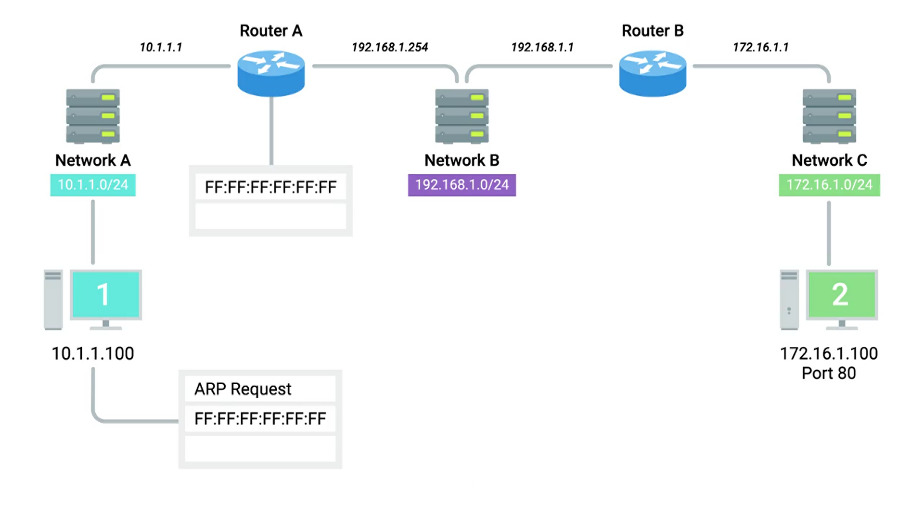 Router A
Router B
10.1.1.1
192.168.1.254
192.168.1.1
172.16.1.1
Network A
Network B
Network C
10.1.1.0/24
FF:FF:FF:FF:FF:FF
192.168.1.0/24
172.16.1.0/24
1
2
10.1.1.100
172.16.1.100
Port 80
ARP Request
FF:FF:FF:FF:FF:FF